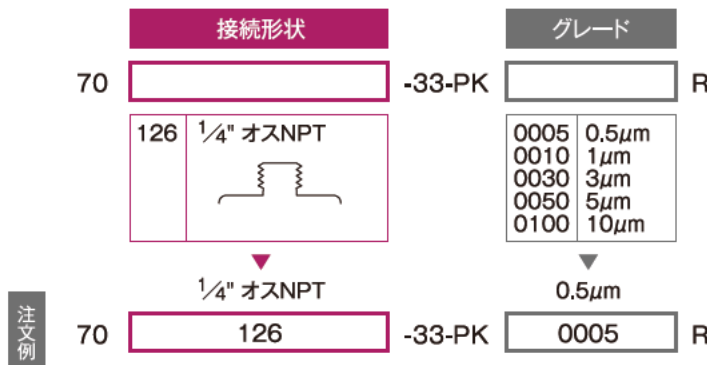 接続形状 グレード
70 -33-PK R
126 1/4" オスNPT
0005 0.5μm
0010 1μm
0030 3μm
0050 5μm
0100 10μm
1/4" オスNPT 0.5μm
注文例 70 126 -33-PK 0005 R